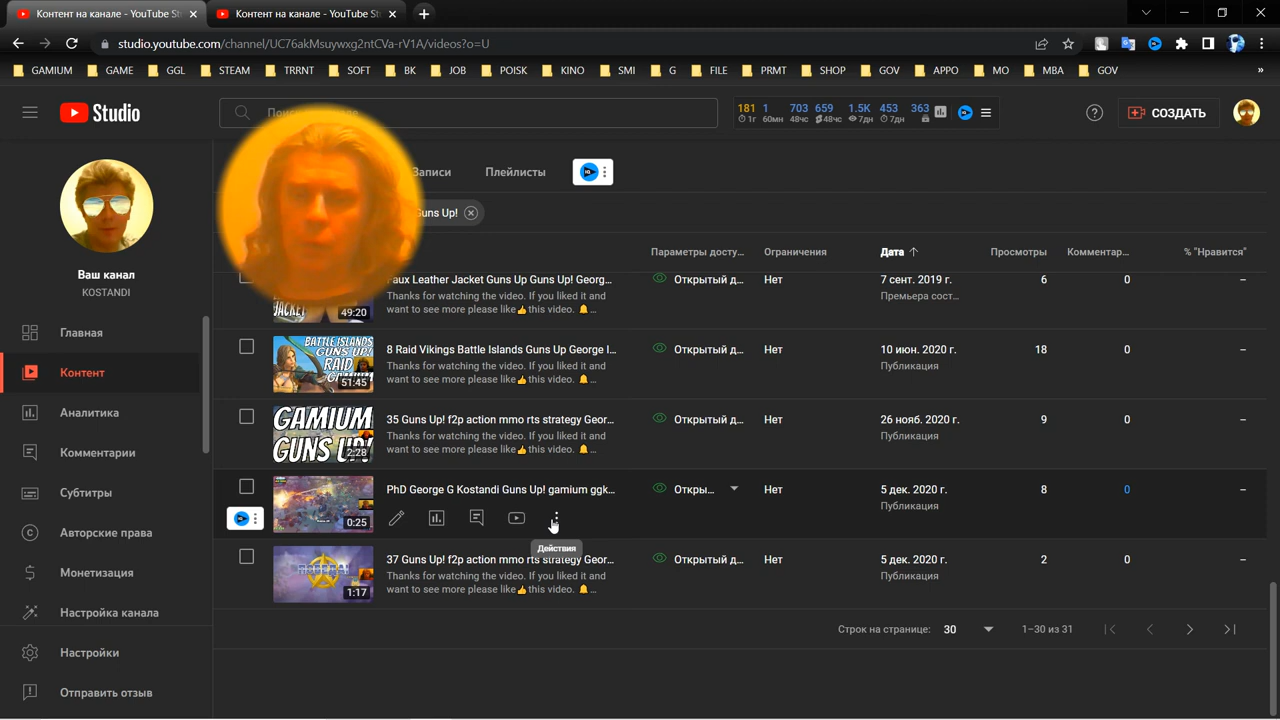 Контент на канале - YouTube St
Контент на канале - YouTube St
studio.youtube.com/channel/UC76akMsuywxg2ntCVa-rV1A/videos?o=U
GAMIUM GAME GGL STEAM TRRNT SOFT BK JOB POISK KINO SMI G FILE PRMT SHOP GOV APPO MO MBA GOV
Studio
181 1 703 659 1.5K 453 363
1г 60мн 48чс 48чс 7дн 7дн
СОЗДАТЬ
Записи Плейлисты
Guns Up!
Параметры досту… Ограничения Дата Просмотры Комментар… % "Нравится"
Ваш канал
KOSTANDI
Главная
Контент
Аналитика
Комментарии
Субтитры
Авторские права
Монетизация
Настройка канала
Настройки
Отправить отзыв
Faux Leather Jacket Guns Up Guns Up! Georg… Открытый д… Нет 7 сент. 2019 г. 6 0 –
Thanks for watching the video. If you liked it and Премьера сост…
want to see more please like👍this video. 🔔…
JACKET
49:20
8 Raid Vikings Battle Islands Guns Up George I… Открытый д… Нет 10 июн. 2020 г. 18 0 –
Thanks for watching the video. If you liked it and Публикация
want to see more please like👍this video. 🔔…
BATTLE ISLANDS
GUNS UP!
RAID
51:45
35 Guns Up! f2p action mmo rts strategy Geor… Открытый д… Нет 26 нояб. 2020 г. 9 0 –
Thanks for watching the video. If you liked it and Публикация
want to see more please like👍this video. 🔔…
GAMIUM
GUNS UP!
2:28
PhD George G Kostandi Guns Up! gamium ggk… Откры… Нет 5 дек. 2020 г. 8 0 –
Публикация
0:25
Действия
37 Guns Up! f2p action mmo rts strategy Geor… Открытый д… Нет 5 дек. 2020 г. 2 0 –
Thanks for watching the video. If you liked it and Публикация
want to see more please like👍this video. 🔔…
1:17
Строк на странице: 30 1–30 из 31